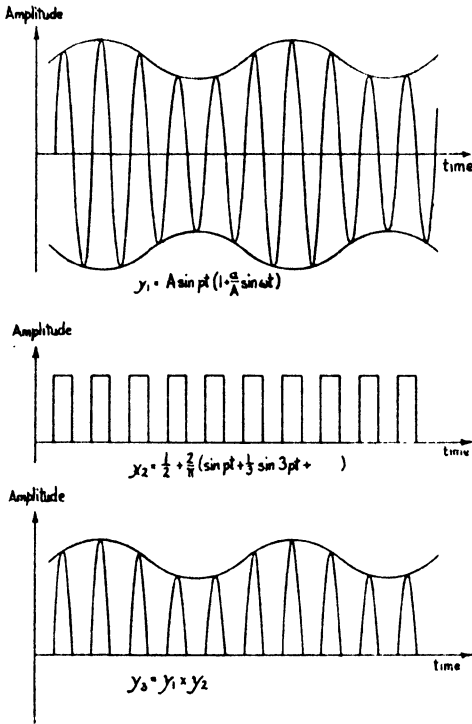 Amplitude
time
y₁ = A sin pt (1+a/A sin ωt)
Amplitude
time
y₂ = 1/2 + 2/π (sin pt + 1/3 sin 3pt +   )
Amplitude
time
y₃ = y₁ × y₂